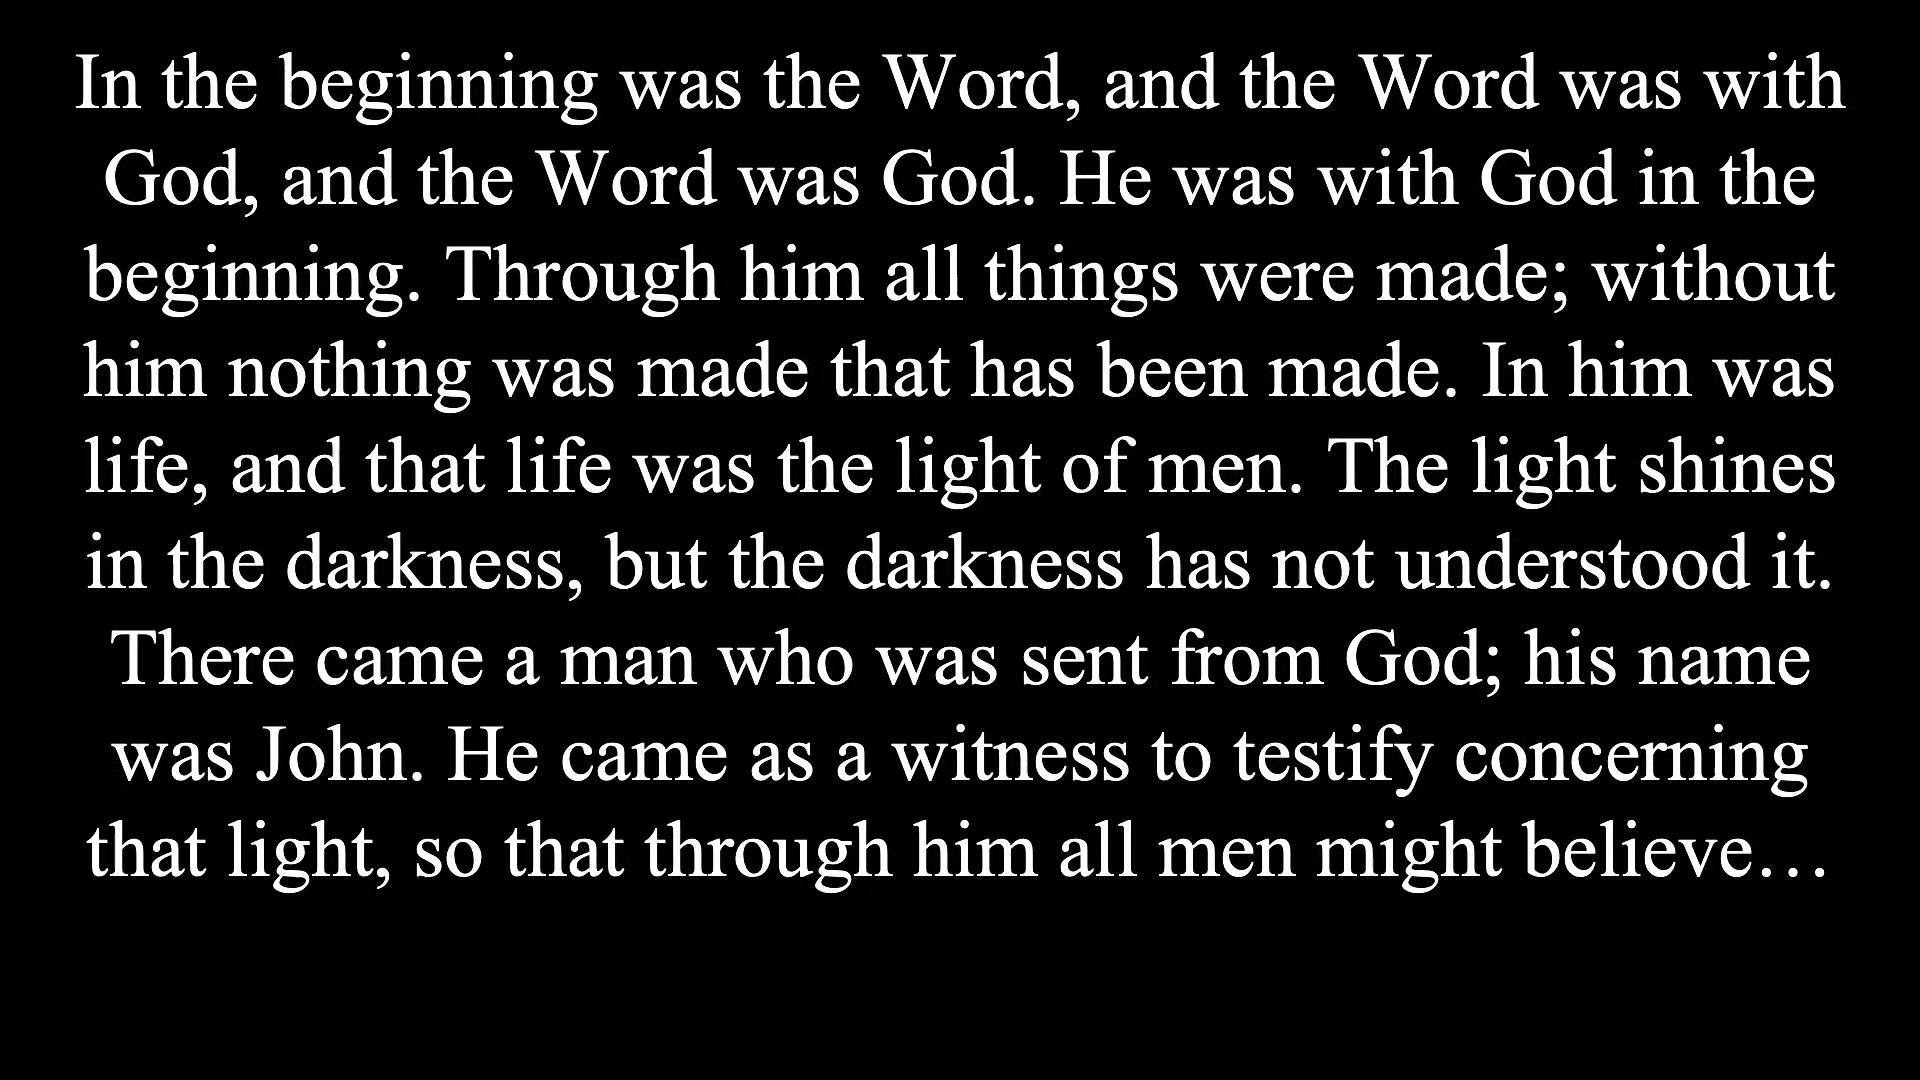 In the beginning was the Word, and the Word was with
God, and the Word was God. He was with God in the
beginning. Through him all things were made; without
him nothing was made that has been made. In him was
life, and that life was the light of men. The light shines
in the darkness, but the darkness has not understood it.
There came a man who was sent from God; his name
was John. He came as a witness to testify concerning
that light, so that through him all men might believe…